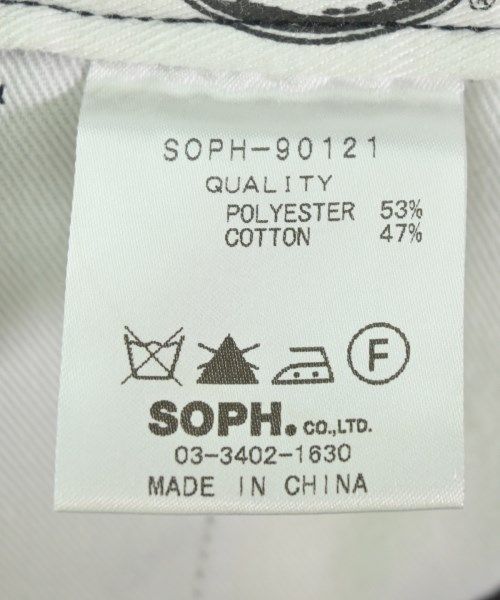 ®
SOPH-90121
QUALITY
POLYESTER 53%
COTTON 47%
F
SOPH. CO.,LTD.
03-3402-1630
MADE IN CHINA